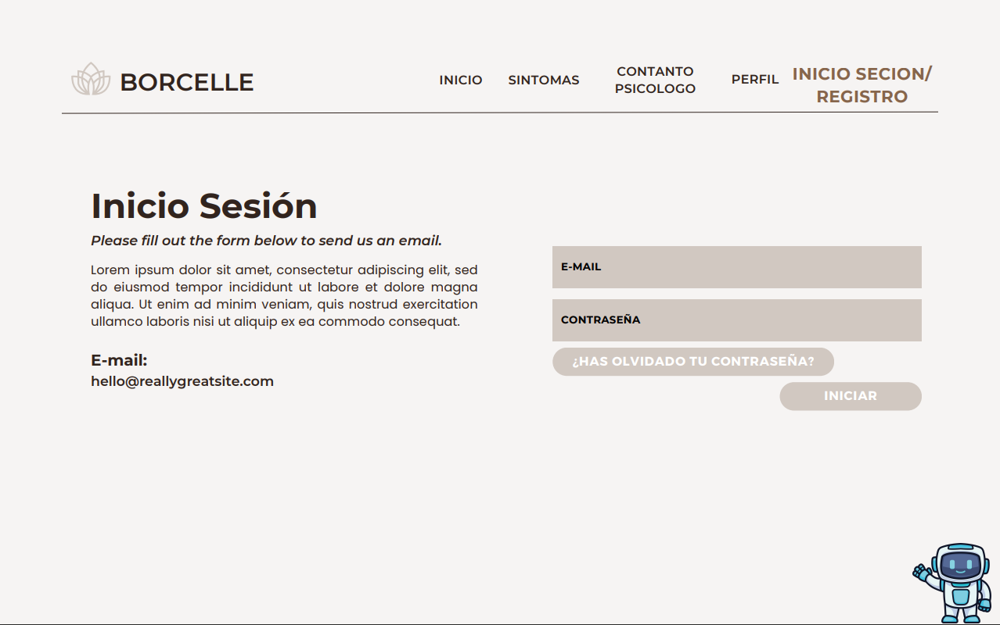 BORCELLE
INICIO
SINTOMAS
CONTANTO
PSICOLOGO
PERFIL
INICIO SECION/
REGISTRO
Inicio Sesión
Please fill out the form below to send us an email.
Lorem ipsum dolor sit amet, consectetur adipiscing elit, sed
do eiusmod tempor incididunt ut labore et dolore magna
aliqua. Ut enim ad minim veniam, quis nostrud exercitation
ullamco laboris nisi ut aliquip ex ea commodo consequat.
E-mail:
hello@reallygreatsite.com
E-MAIL
CONTRASEÑA
¿HAS OLVIDADO TU CONTRASEÑA?
INICIAR